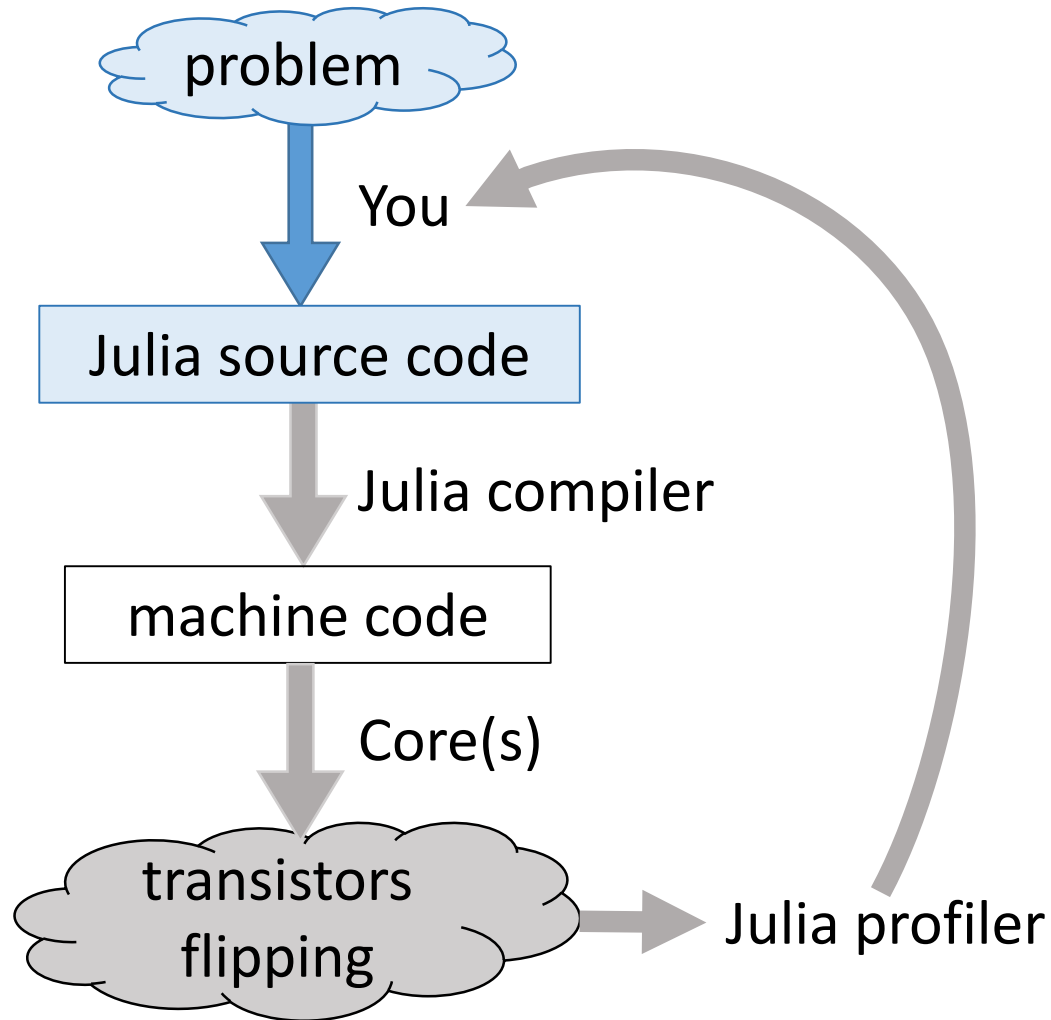 problem
You
Julia source code
Julia compiler
machine code
Core(s)
transistors
flipping
Julia profiler